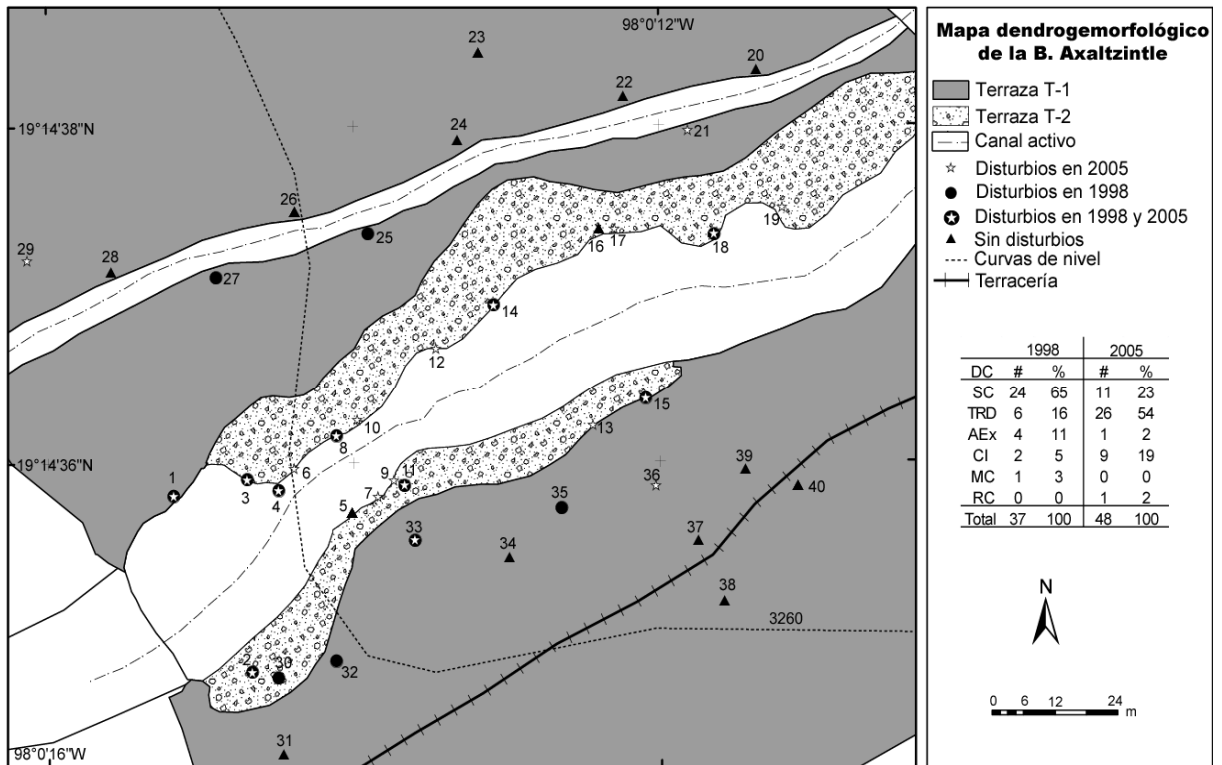 98°0'12"W
23
20
22
21
19°14'38"N
24
26
25
29
28
27
19
18
16 17
14
12
15
10
13
8
6
19°14'36"N
1
3
4
9 11
7
5
39
36
40
35
33
34
37
38
3260
2
30
32
31
98°0'16"W
Mapa dendrogemorfológico
de la B. Axaltzintle
Terraza T-1
Terraza T-2
Canal activo
Disturbios en 2005
Disturbios en 1998
Disturbios en 1998 y 2005
Sin disturbios
Curvas de nivel
Terracería
1998 2005
DC # % # %
SC 24 65 11 23
TRD 6 16 26 54
AEx 4 11 1 2
CI 2 5 9 19
MC 1 3 0 0
RC 0 0 1 2
Total 37 100 48 100
N
0 6 12 24
m